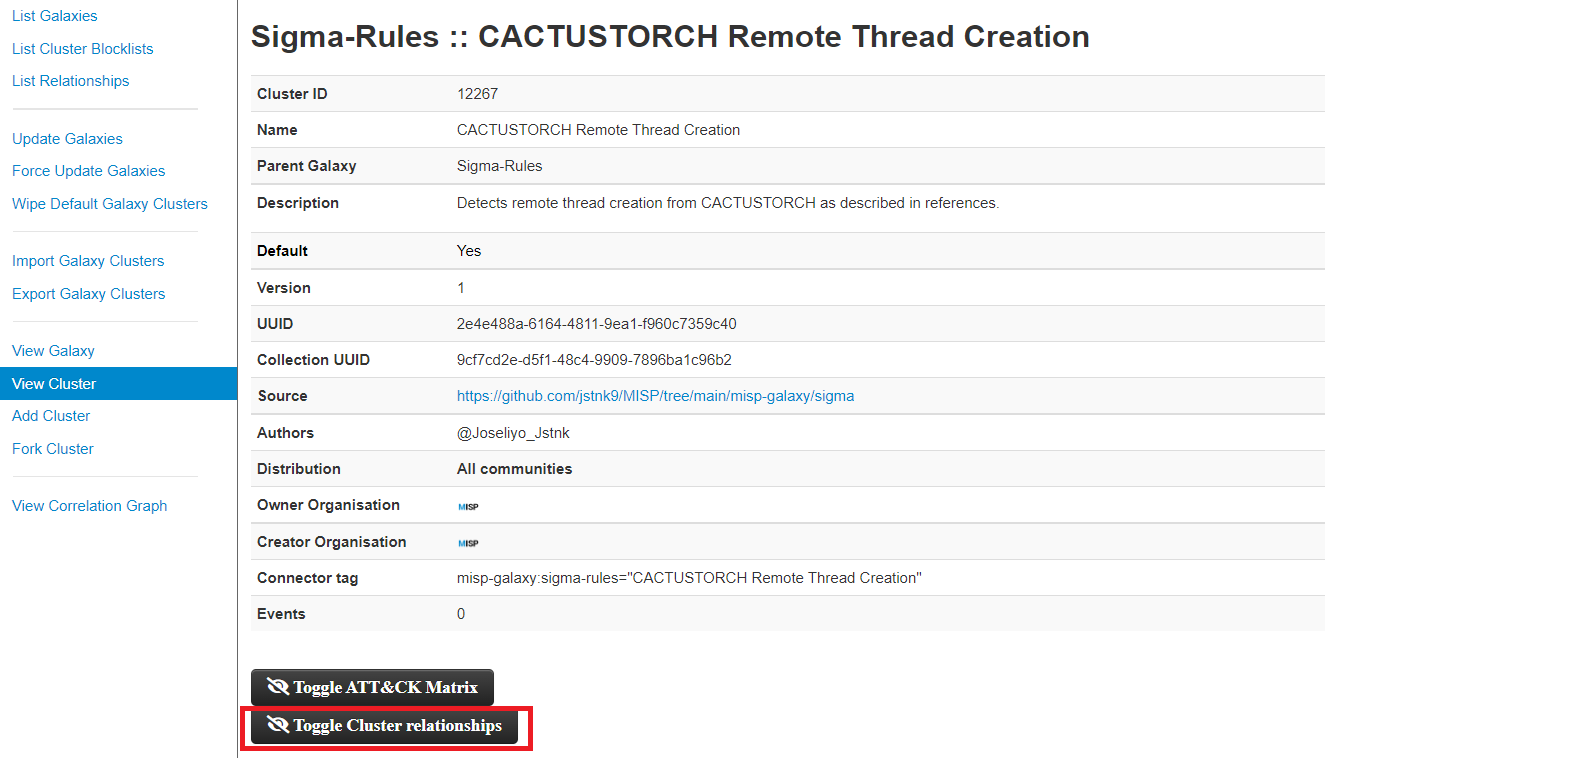 List Galaxies
List Cluster Blocklists
List Relationships
Update Galaxies
Force Update Galaxies
Wipe Default Galaxy Clusters
Import Galaxy Clusters
Export Galaxy Clusters
View Galaxy
View Cluster
Add Cluster
Fork Cluster
View Correlation Graph
Sigma-Rules :: CACTUSTORCH Remote Thread Creation
Cluster ID 12267
Name CACTUSTORCH Remote Thread Creation
Parent Galaxy Sigma-Rules
Description Detects remote thread creation from CACTUSTORCH as described in references.
Default Yes
Version 1
UUID 2e4e488a-6164-4811-9ea1-f960c7359c40
Collection UUID 9cf7cd2e-d5f1-48c4-9909-7896ba1c96b2
Source https://github.com/jstnk9/MISP/tree/main/misp-galaxy/sigma
Authors @Joseliyo_Jstnk
Distribution All communities
Owner Organisation MISP
Creator Organisation MISP
Connector tag misp-galaxy:sigma-rules="CACTUSTORCH Remote Thread Creation"
Events 0
Toggle ATT&CK Matrix
Toggle Cluster relationships